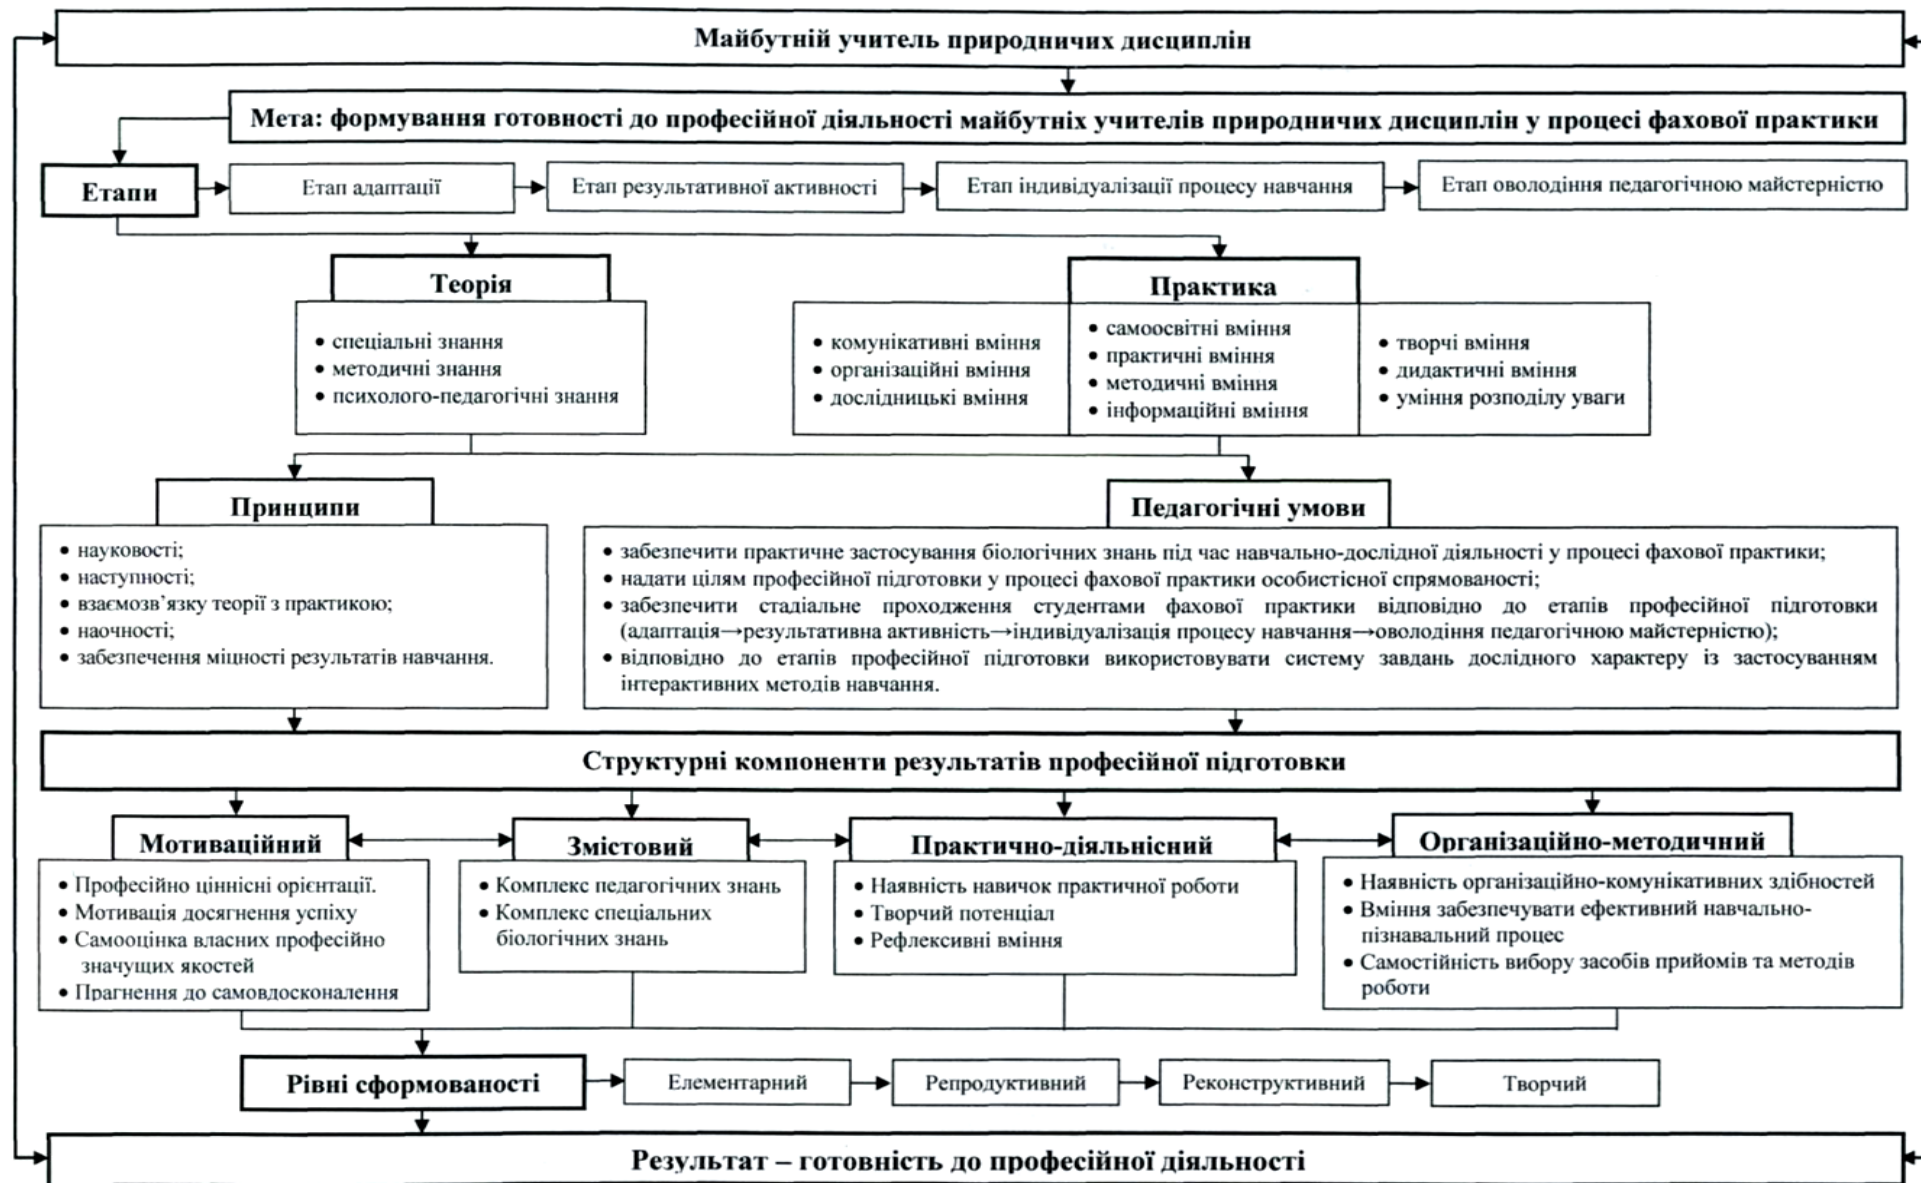 Майбутній учитель природничих дисциплін
Мета: формування готовності до професійної діяльності майбутніх учителів природничих дисциплін у процесі фахової практики
Етапи
Етап адаптації
Етап результативної активності
Етап індивідуалізації процесу навчання
Етап оволодіння педагогічною майстерністю
Теорія
• спеціальні знання
• методичні знання
• психолого-педагогічні знання
Практика
• комунікативні вміння
• організаційні вміння
• дослідницькі вміння
• самоосвітні вміння
• практичні вміння
• методичні вміння
• інформаційні вміння
• творчі вміння
• дидактичні вміння
• уміння розподілу уваги
Принципи
• науковості;
• наступності;
• взаємозв’язку теорії з практикою;
• наочності;
• забезпечення міцності результатів навчання.
Педагогічні умови
• забезпечити практичне застосування біологічних знань під час навчально-дослідної діяльності у процесі фахової практики;
• надати цілям професійної підготовки у процесі фахової практики особистісної спрямованості;
• забезпечити стадіальне проходження студентами фахової практики відповідно до етапів професійної підготовки
(адаптація→результативна активність→індивідуалізація процесу навчання→оволодіння педагогічною майстерністю);
• відповідно до етапів професійної підготовки використовувати систему завдань дослідного характеру із застосуванням
інтерактивних методів навчання.
Структурні компоненти результатів професійної підготовки
Мотиваційний
• Професійно ціннісні орієнтації.
• Мотивація досягнення успіху
• Самооцінка власних професійно
значущих якостей
• Прагнення до самовдосконалення
Змістовий
• Комплекс педагогічних знань
• Комплекс спеціальних
біологічних знань
Практично-діяльнісний
• Наявність навичок практичної роботи
• Творчий потенціал
• Рефлексивні вміння
Організаційно-методичний
• Наявність організаційно-комунікативних здібностей
• Вміння забезпечувати ефективний навчально-
пізнавальний процес
• Самостійність вибору засобів прийомів та методів
роботи
Рівні сформованості
Елементарний
Репродуктивний
Реконструктивний
Творчий
Результат – готовність до професійної діяльності